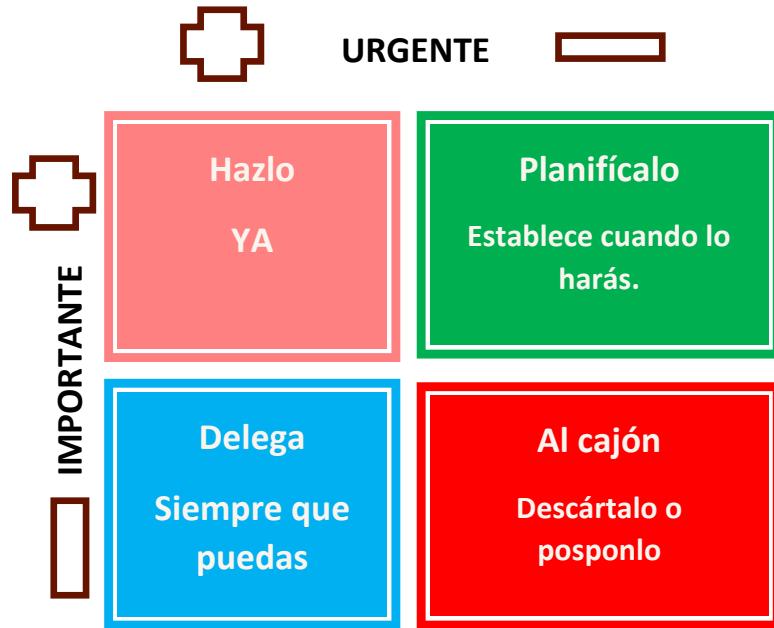 URGENTE
IMPORTANTE
Hazlo
YA
Planifícalo
Establece cuando lo
harás.
Delega
Siempre que
puedas
Al cajón
Descártalo o
posponlo